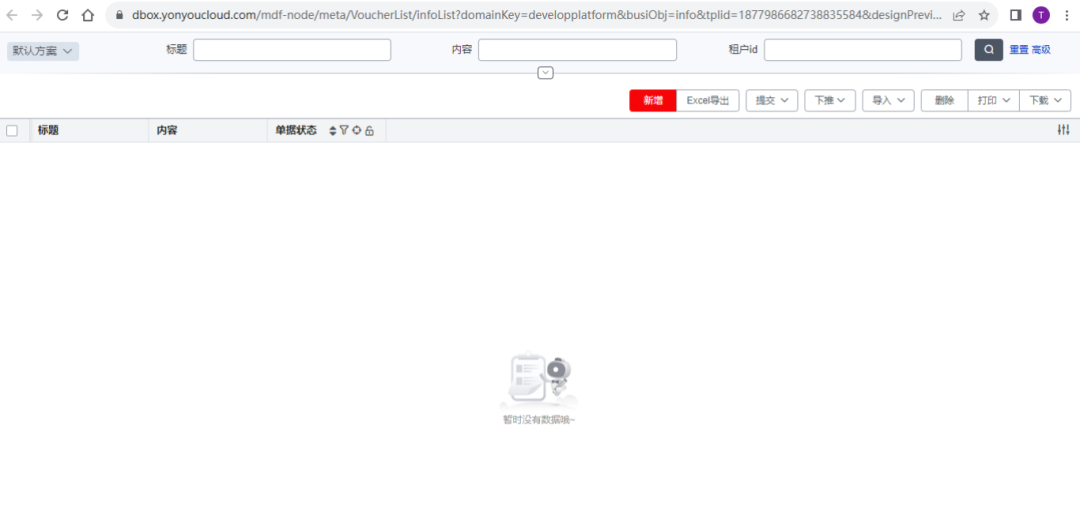 dbox.yonyoucloud.com/mdf-node/meta/VoucherList/infoList?domainKey=developplatform&busiObj=info&tplid=1877986682738835584&designPrevi... T
默认方案 标题 内容 租户id 重置 高级
新增 Excel导出 提交 下推 导入 删除 打印 下载
标题 内容 单据状态
暂时没有数据哦~